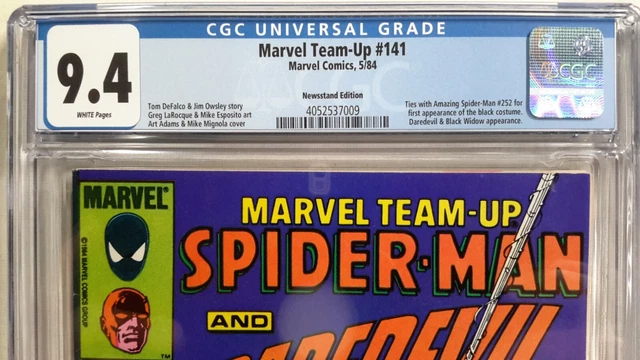 CGC UNIVERSAL GRADE
9.4
WHITE Pages
Marvel Team-Up #141
Marvel Comics, 5/84
Newsstand Edition
Tom DeFalco & Jim Owsley story
Greg LaRocque & Mike Esposito art
Art Adams & Mike Mignola cover
4052537009
Ties with Amazing Spider-Man #252 for
first appearance of the black costume.
Daredevil & Black Widow appearance.
CGC
MARVEL®
©1984 MARVEL COMICS GROUP
TM
MARVEL TEAM-UP
SPIDER-MAN
AND
DAREDEVIL